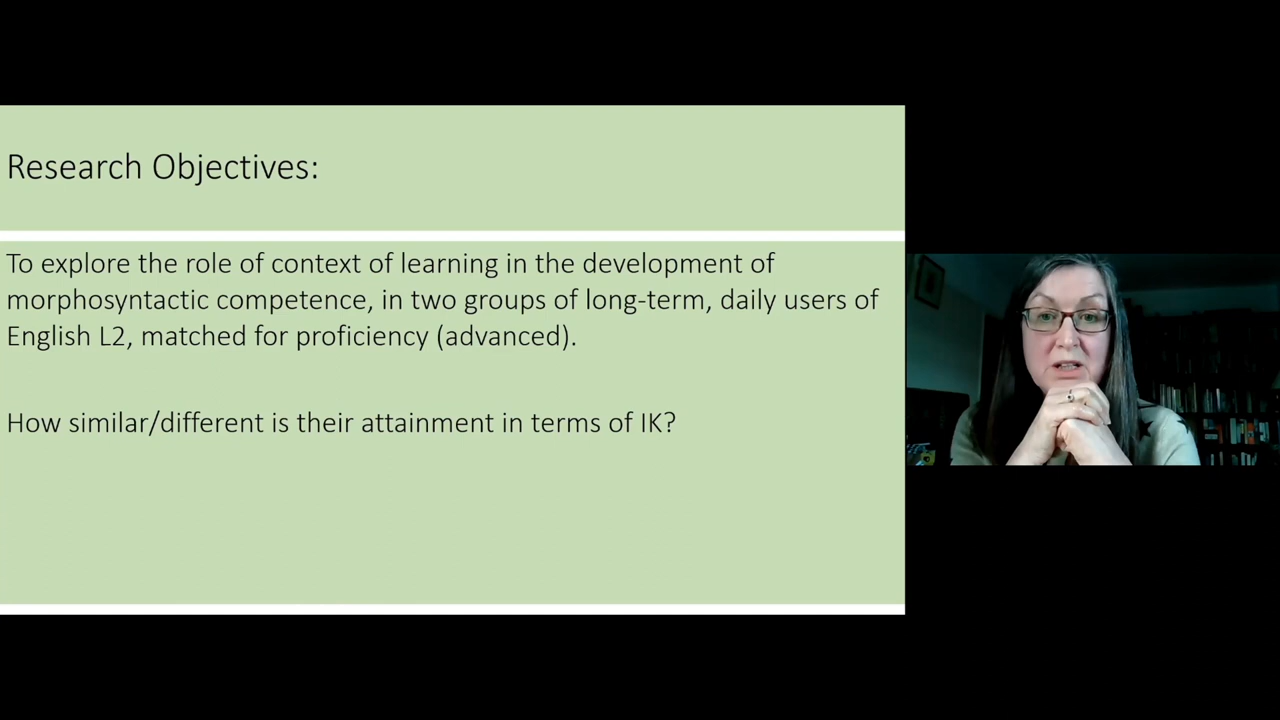 Research Objectives:
To explore the role of context of learning in the development of
morphosyntactic competence, in two groups of long-term, daily users of
English L2, matched for proficiency (advanced).
How similar/different is their attainment in terms of IK?